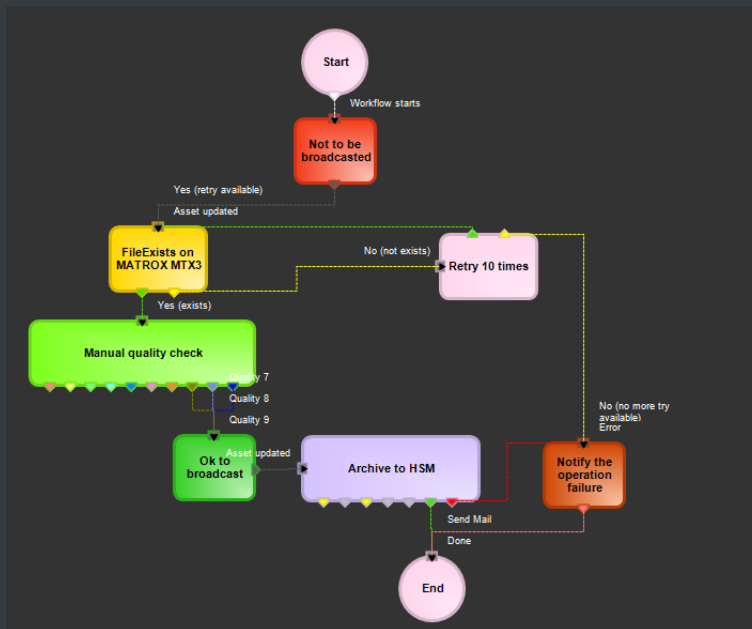 Start
Workflow starts
Not to be
broadcasted
Yes (retry available)
Asset updated
FileExists on
MATROX MTX3
No (not exists)
Retry 10 times
Yes (exists)
Manual quality check
Quality 7
Quality 8
Quality 9
No (no more try
available)
Error
Asset updated
Ok to
broadcast
Archive to HSM
Notify the
operation
failure
Send Mail
Done
End